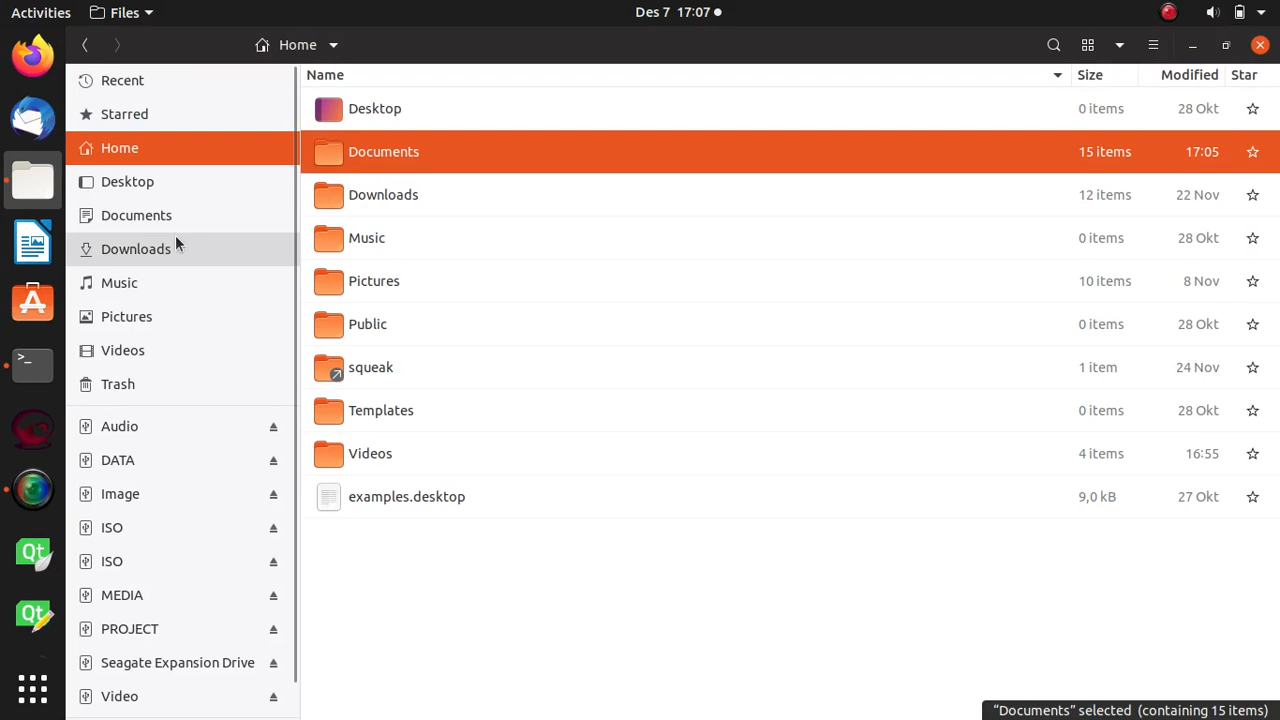 Activities Files Des 7 17:07
Home
Recent
Starred
Home
Desktop
Documents
Downloads
Music
Pictures
Videos
Trash
Audio
DATA
Image
ISO
ISO
MEDIA
PROJECT
Seagate Expansion Drive
Video
Name Size Modified Star
Desktop 0 items 28 Okt
Documents 15 items 17:05
Downloads 12 items 22 Nov
Music 0 items 28 Okt
Pictures 10 items 8 Nov
Public 0 items 28 Okt
squeak 1 item 24 Nov
Templates 0 items 28 Okt
Videos 4 items 16:55
examples.desktop 9,0 kB 27 Okt
>_
Qt
Qt
“Documents” selected (containing 15 items)